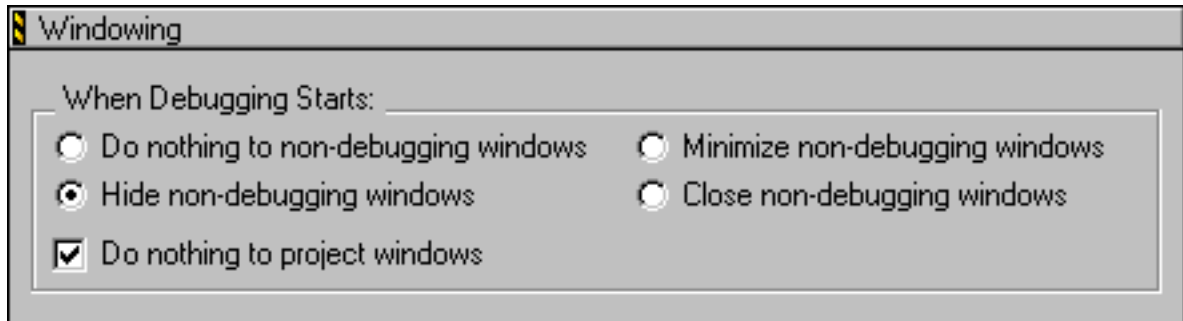 Windowing
When Debugging Starts:
Do nothing to non-debugging windows
Minimize non-debugging windows
Hide non-debugging windows
Close non-debugging windows
Do nothing to project windows